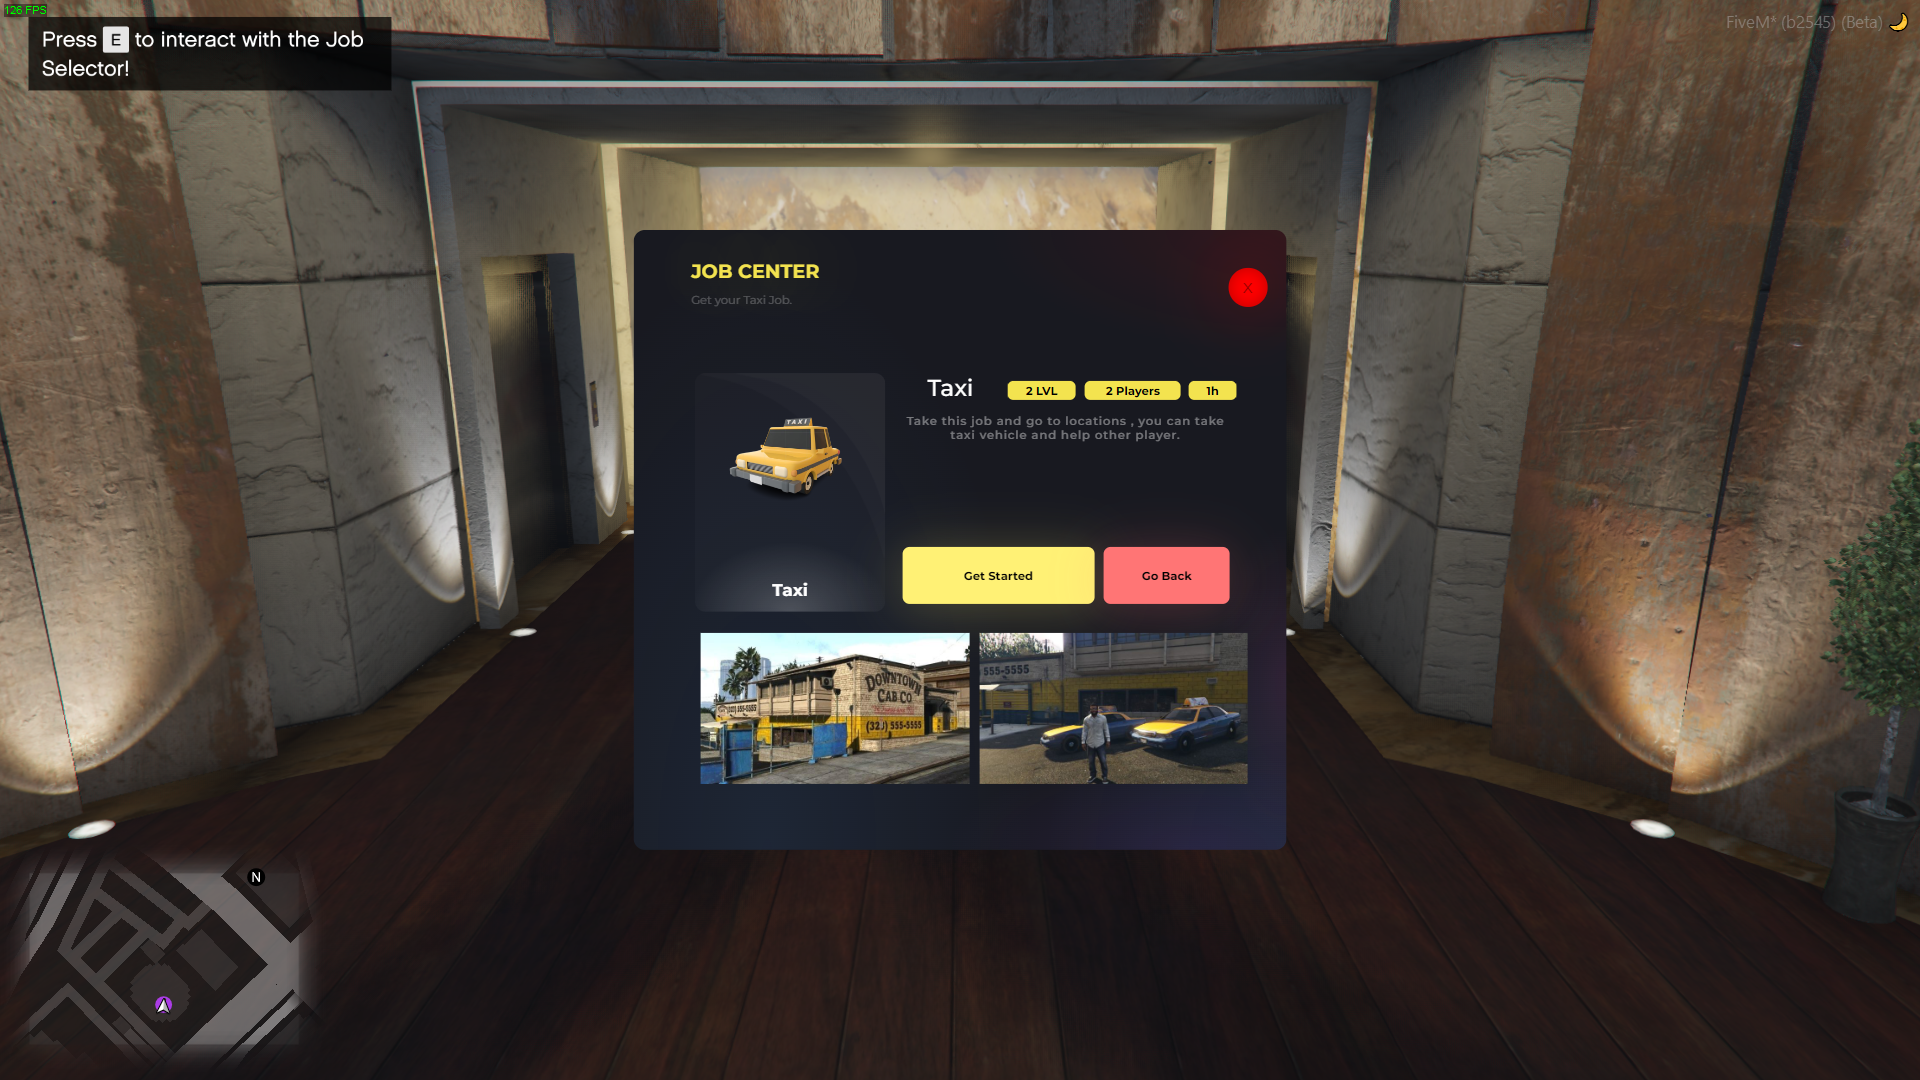 126 FPS
Press E to interact with the Job
Selector!
FiveM* (b2545) (Beta)
JOB CENTER
Get your Taxi Job.
X
TAXI
Taxi
Taxi
2 LVL
2 Players
1h
Take this job and go to locations , you can take
taxi vehicle and help other player.
Get Started
Go Back
DOWNTOWN
CAB CO.
(323) 555-5555
555-5555
N